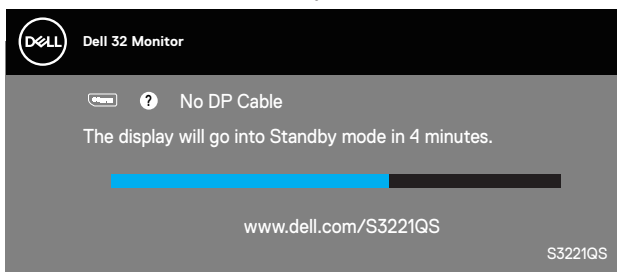 DELL
Dell 32 Monitor
? No DP Cable
The display will go into Standby mode in 4 minutes.
www.dell.com/S3221QS
S3221QS